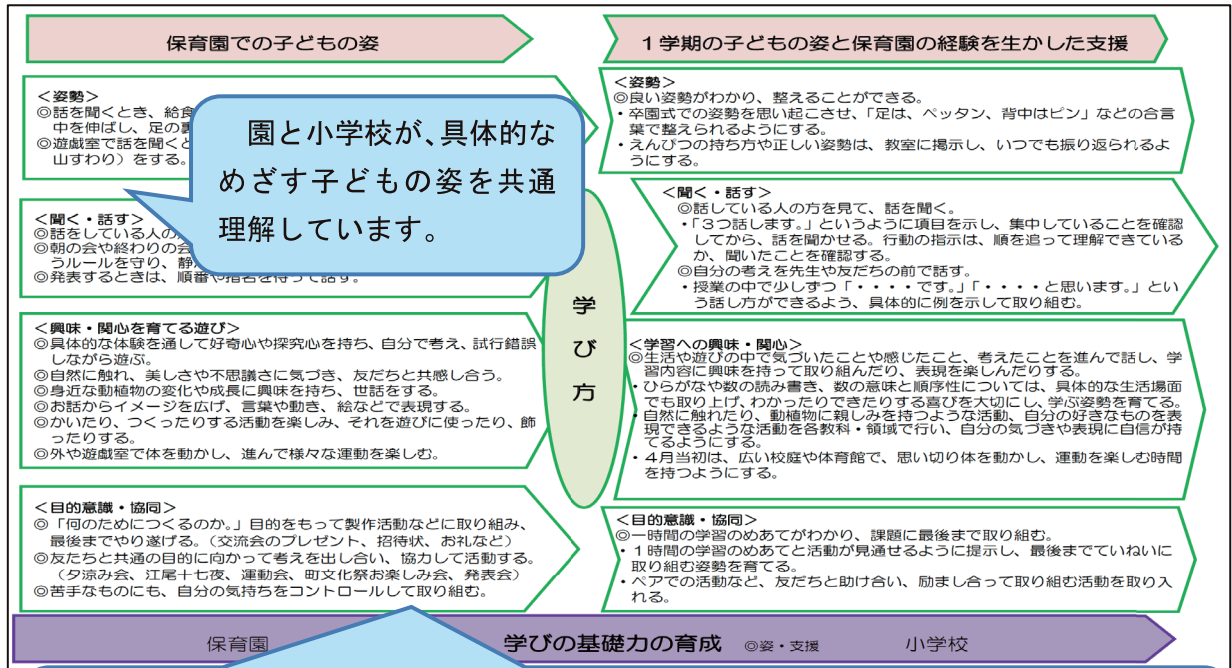 保育園での子どもの姿
<姿勢>
◎話を聞くとき、給食
中を伸ばし、足の裏
◎遊戯室で話を聞くと
山すわり）をする。
園と小学校が、具体的な
めざす子どもの姿を共通
理解しています。
<聞く・話す>
◎話をしている人の
◎朝の会や終わりの会
うルールを守り、静
◎発表するときは、順番や指名を待って話す。
<興味・関心を育てる遊び>
◎具体的な体験を通して好奇心や探究心を持ち、自分で考え、試行錯誤
しながら遊ぶ。
◎自然に触れ、美しさや不思議さに気づき、友だちと共感し合う。
◎身近な動植物の変化や成長に興味を持ち、世話をする。
◎お話からイメージを広げ、言葉や動き、絵などで表現する。
◎かいたり、つくったりする活動を楽しみ、それを遊びに使ったり、飾
ったりする。
◎外や遊戯室で体を動かし、進んで様々な運動を楽しむ。
<目的意識・協同>
◎「何のためにつくるのか。」目的をもって製作活動などに取り組み、
最後までやり遂げる。（交流会のプレゼント、招待状、お礼など）
◎友だちと共通の目的に向かって考えを出し合い、協力して活動する。
（夕涼み会、江尾十七夜、運動会、町文化祭お楽しみ会、発表会）
◎苦手なものにも、自分の気持ちをコントロールして取り組む。
学び方
1学期の子どもの姿と保育園の経験を生かした支援
<姿勢>
◎良い姿勢がわかり、整えることができる。
・卒園式での姿勢を思い起こさせ、「足は、ペッタン、背中はピン」などの合言
葉で整えられるようにする。
・えんぴつの持ち方や正しい姿勢は、教室に掲示し、いつでも振り返られるよ
うにする。
<聞く・話す>
◎話している人の方を見て、話を聞く。
・「3つ話します。」というように項目を示し、集中していることを確認
してから、話を聞かせる。行動の指示は、順を追って理解できている
か、聞いたことを確認する。
◎自分の考えを先生や友だちの前で話す。
・授業の中で少しずつ「・・・・です。」「・・・・と思います。」とい
う話し方ができるよう、具体的に例を示して取り組む。
<学習への興味・関心>
◎生活や遊びの中で気づいたことや感じたこと、考えたことを進んで話し、学
習内容に興味を持って取り組んだり、表現を楽しんだりする。
・ひらがなや数の読み書き、数の意味と順序性については、具体的な生活場面
でも取り上げ、わかったりできたりする喜びを大切にし、学ぶ姿勢を育てる。
・自然に触れたり、動植物に親しみを持つような活動、自分の好きなものを表
現できるような活動を各教科・領域で行い、自分の気づきや表現に自信が持
てるようにする。
・4月当初は、広い校庭や体育館で、思い切り体を動かし、運動を楽しむ時間
を持つようにする。
<目的意識・協同>
◎一時間の学習のめあてがわかり、課題に最後まで取り組む。
・1時間の学習のめあてと活動が見通せるように提示し、最後までていねいに
取り組む姿勢を育てる。
・ペアでの活動など、友だちと助け合い、励まし合って取り組む活動を取り入
れる。
保育園 学びの基礎力の育成 ◎姿・支援 小学校